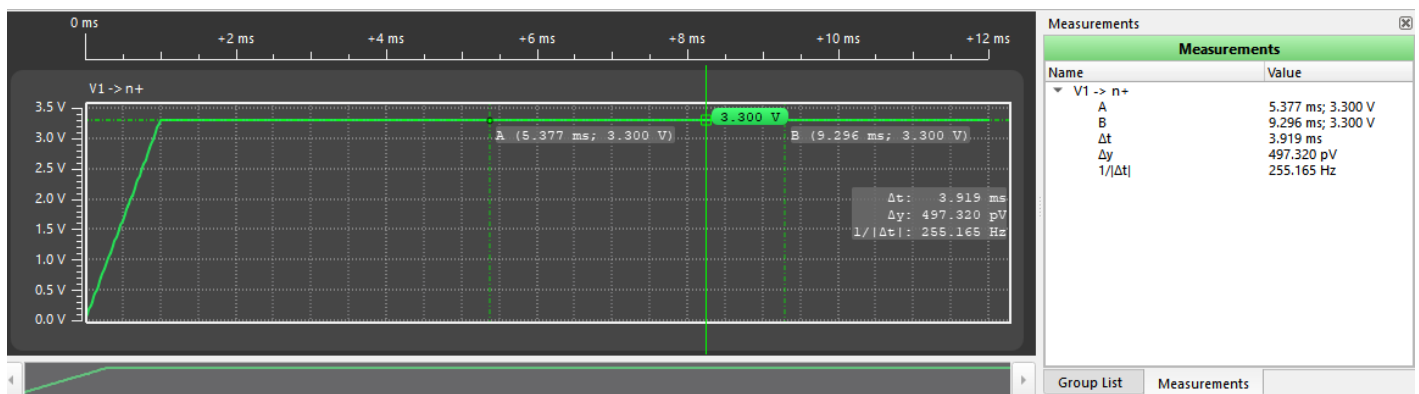 0 ms
+2 ms +4 ms +6 ms +8 ms +10 ms +12 ms
V1 -> n+
3.5 V
3.0 V
2.5 V
2.0 V
1.5 V
1.0 V
0.5 V
0.0 V
3.300 V
A (5.377 ms; 3.300 V)
B (9.296 ms; 3.300 V)
Δt: 3.919 ms
Δy: 497.320 pV
1/|Δt|: 255.165 Hz
Measurements
Measurements
Name Value
V1 -> n+
A 5.377 ms; 3.300 V
B 9.296 ms; 3.300 V
Δt 3.919 ms
Δy 497.320 pV
1/|Δt| 255.165 Hz
Group List Measurements